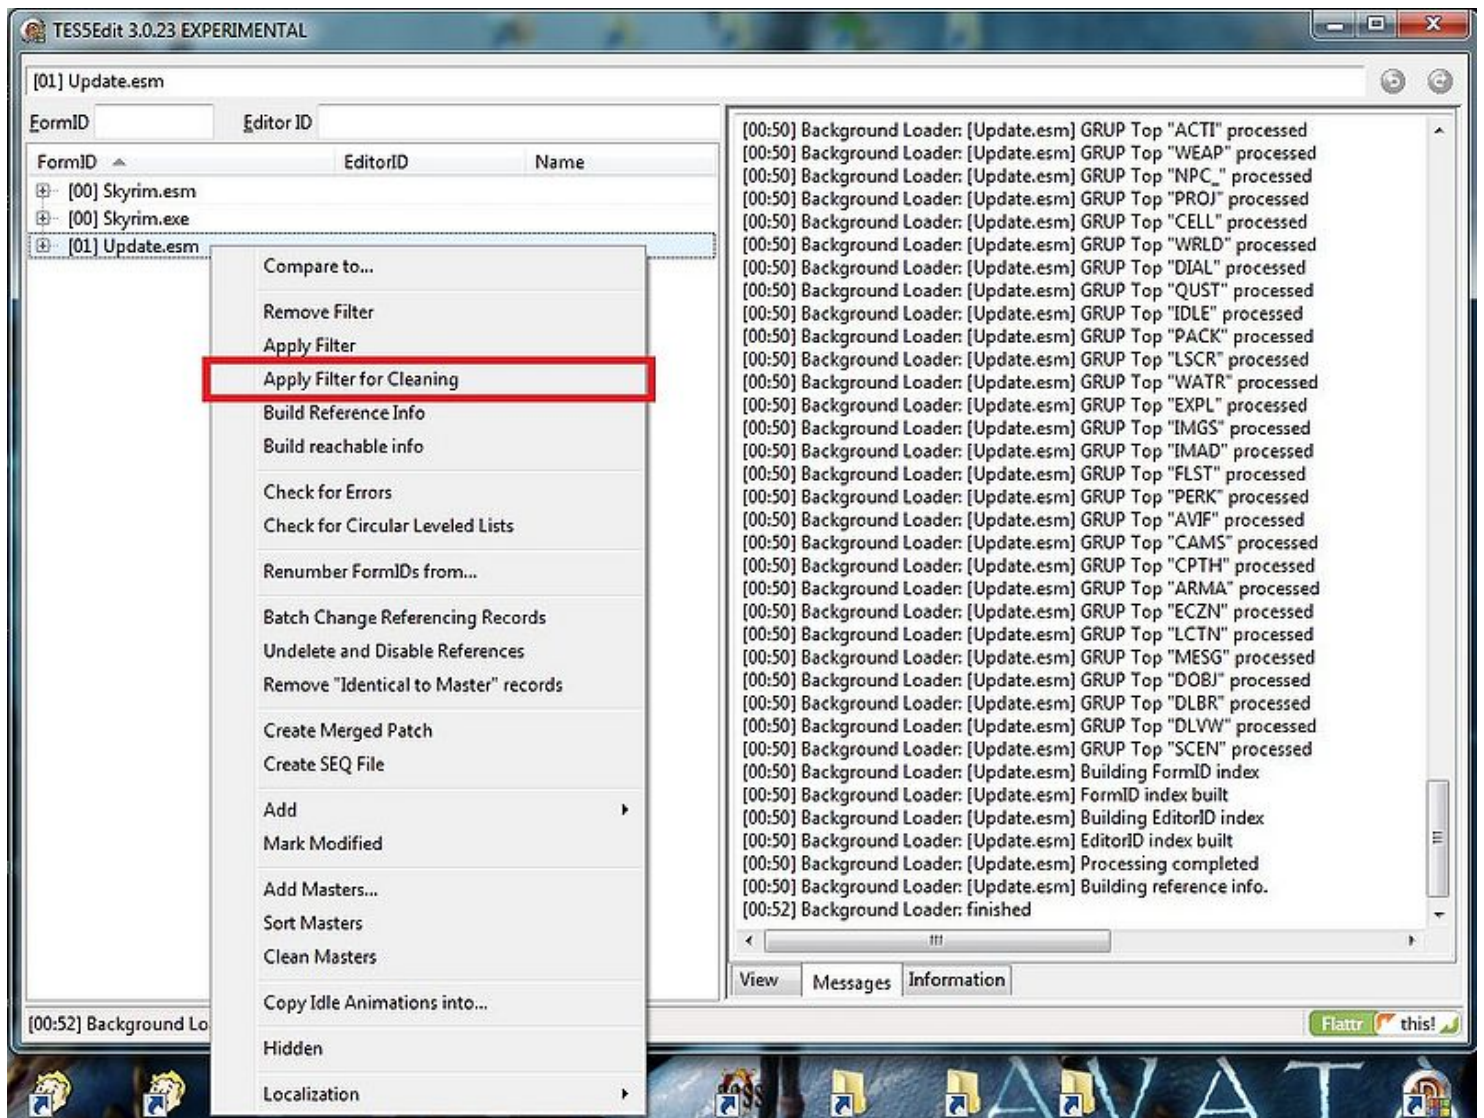 TES5Edit 3.0.23 EXPERIMENTAL
[01] Update.esm
FormID Editor ID
FormID EditorID Name
[00] Skyrim.esm
[00] Skyrim.exe
[01] Update.esm
Compare to...
Remove Filter
Apply Filter
Apply Filter for Cleaning
Build Reference Info
Build reachable info
Check for Errors
Check for Circular Leveled Lists
Renumber FormIDs from...
Batch Change Referencing Records
Undelete and Disable References
Remove "Identical to Master" records
Create Merged Patch
Create SEQ File
Add
Mark Modified
Add Masters...
Sort Masters
Clean Masters
Copy Idle Animations into...
Hidden
Localization
[00:50] Background Loader: [Update.esm] GRUP Top "ACTI" processed
[00:50] Background Loader: [Update.esm] GRUP Top "WEAP" processed
[00:50] Background Loader: [Update.esm] GRUP Top "NPC_" processed
[00:50] Background Loader: [Update.esm] GRUP Top "PROJ" processed
[00:50] Background Loader: [Update.esm] GRUP Top "CELL" processed
[00:50] Background Loader: [Update.esm] GRUP Top "WRLD" processed
[00:50] Background Loader: [Update.esm] GRUP Top "DIAL" processed
[00:50] Background Loader: [Update.esm] GRUP Top "QUST" processed
[00:50] Background Loader: [Update.esm] GRUP Top "IDLE" processed
[00:50] Background Loader: [Update.esm] GRUP Top "PACK" processed
[00:50] Background Loader: [Update.esm] GRUP Top "LSCR" processed
[00:50] Background Loader: [Update.esm] GRUP Top "WATR" processed
[00:50] Background Loader: [Update.esm] GRUP Top "EXPL" processed
[00:50] Background Loader: [Update.esm] GRUP Top "IMGS" processed
[00:50] Background Loader: [Update.esm] GRUP Top "IMAD" processed
[00:50] Background Loader: [Update.esm] GRUP Top "FLST" processed
[00:50] Background Loader: [Update.esm] GRUP Top "PERK" processed
[00:50] Background Loader: [Update.esm] GRUP Top "AVIF" processed
[00:50] Background Loader: [Update.esm] GRUP Top "CAMS" processed
[00:50] Background Loader: [Update.esm] GRUP Top "CPTH" processed
[00:50] Background Loader: [Update.esm] GRUP Top "ARMA" processed
[00:50] Background Loader: [Update.esm] GRUP Top "ECZN" processed
[00:50] Background Loader: [Update.esm] GRUP Top "LCTN" processed
[00:50] Background Loader: [Update.esm] GRUP Top "MESG" processed
[00:50] Background Loader: [Update.esm] GRUP Top "DOBJ" processed
[00:50] Background Loader: [Update.esm] GRUP Top "DLBR" processed
[00:50] Background Loader: [Update.esm] GRUP Top "DLVW" processed
[00:50] Background Loader: [Update.esm] GRUP Top "SCEN" processed
[00:50] Background Loader: [Update.esm] Building FormID index
[00:50] Background Loader: [Update.esm] FormID index built
[00:50] Background Loader: [Update.esm] Building EditorID index
[00:50] Background Loader: [Update.esm] EditorID index built
[00:50] Background Loader: [Update.esm] Processing completed
[00:50] Background Loader: [Update.esm] Building reference info.
[00:52] Background Loader: finished
View Messages Information
[00:52] Background Lo
Flattr this!
AVAT